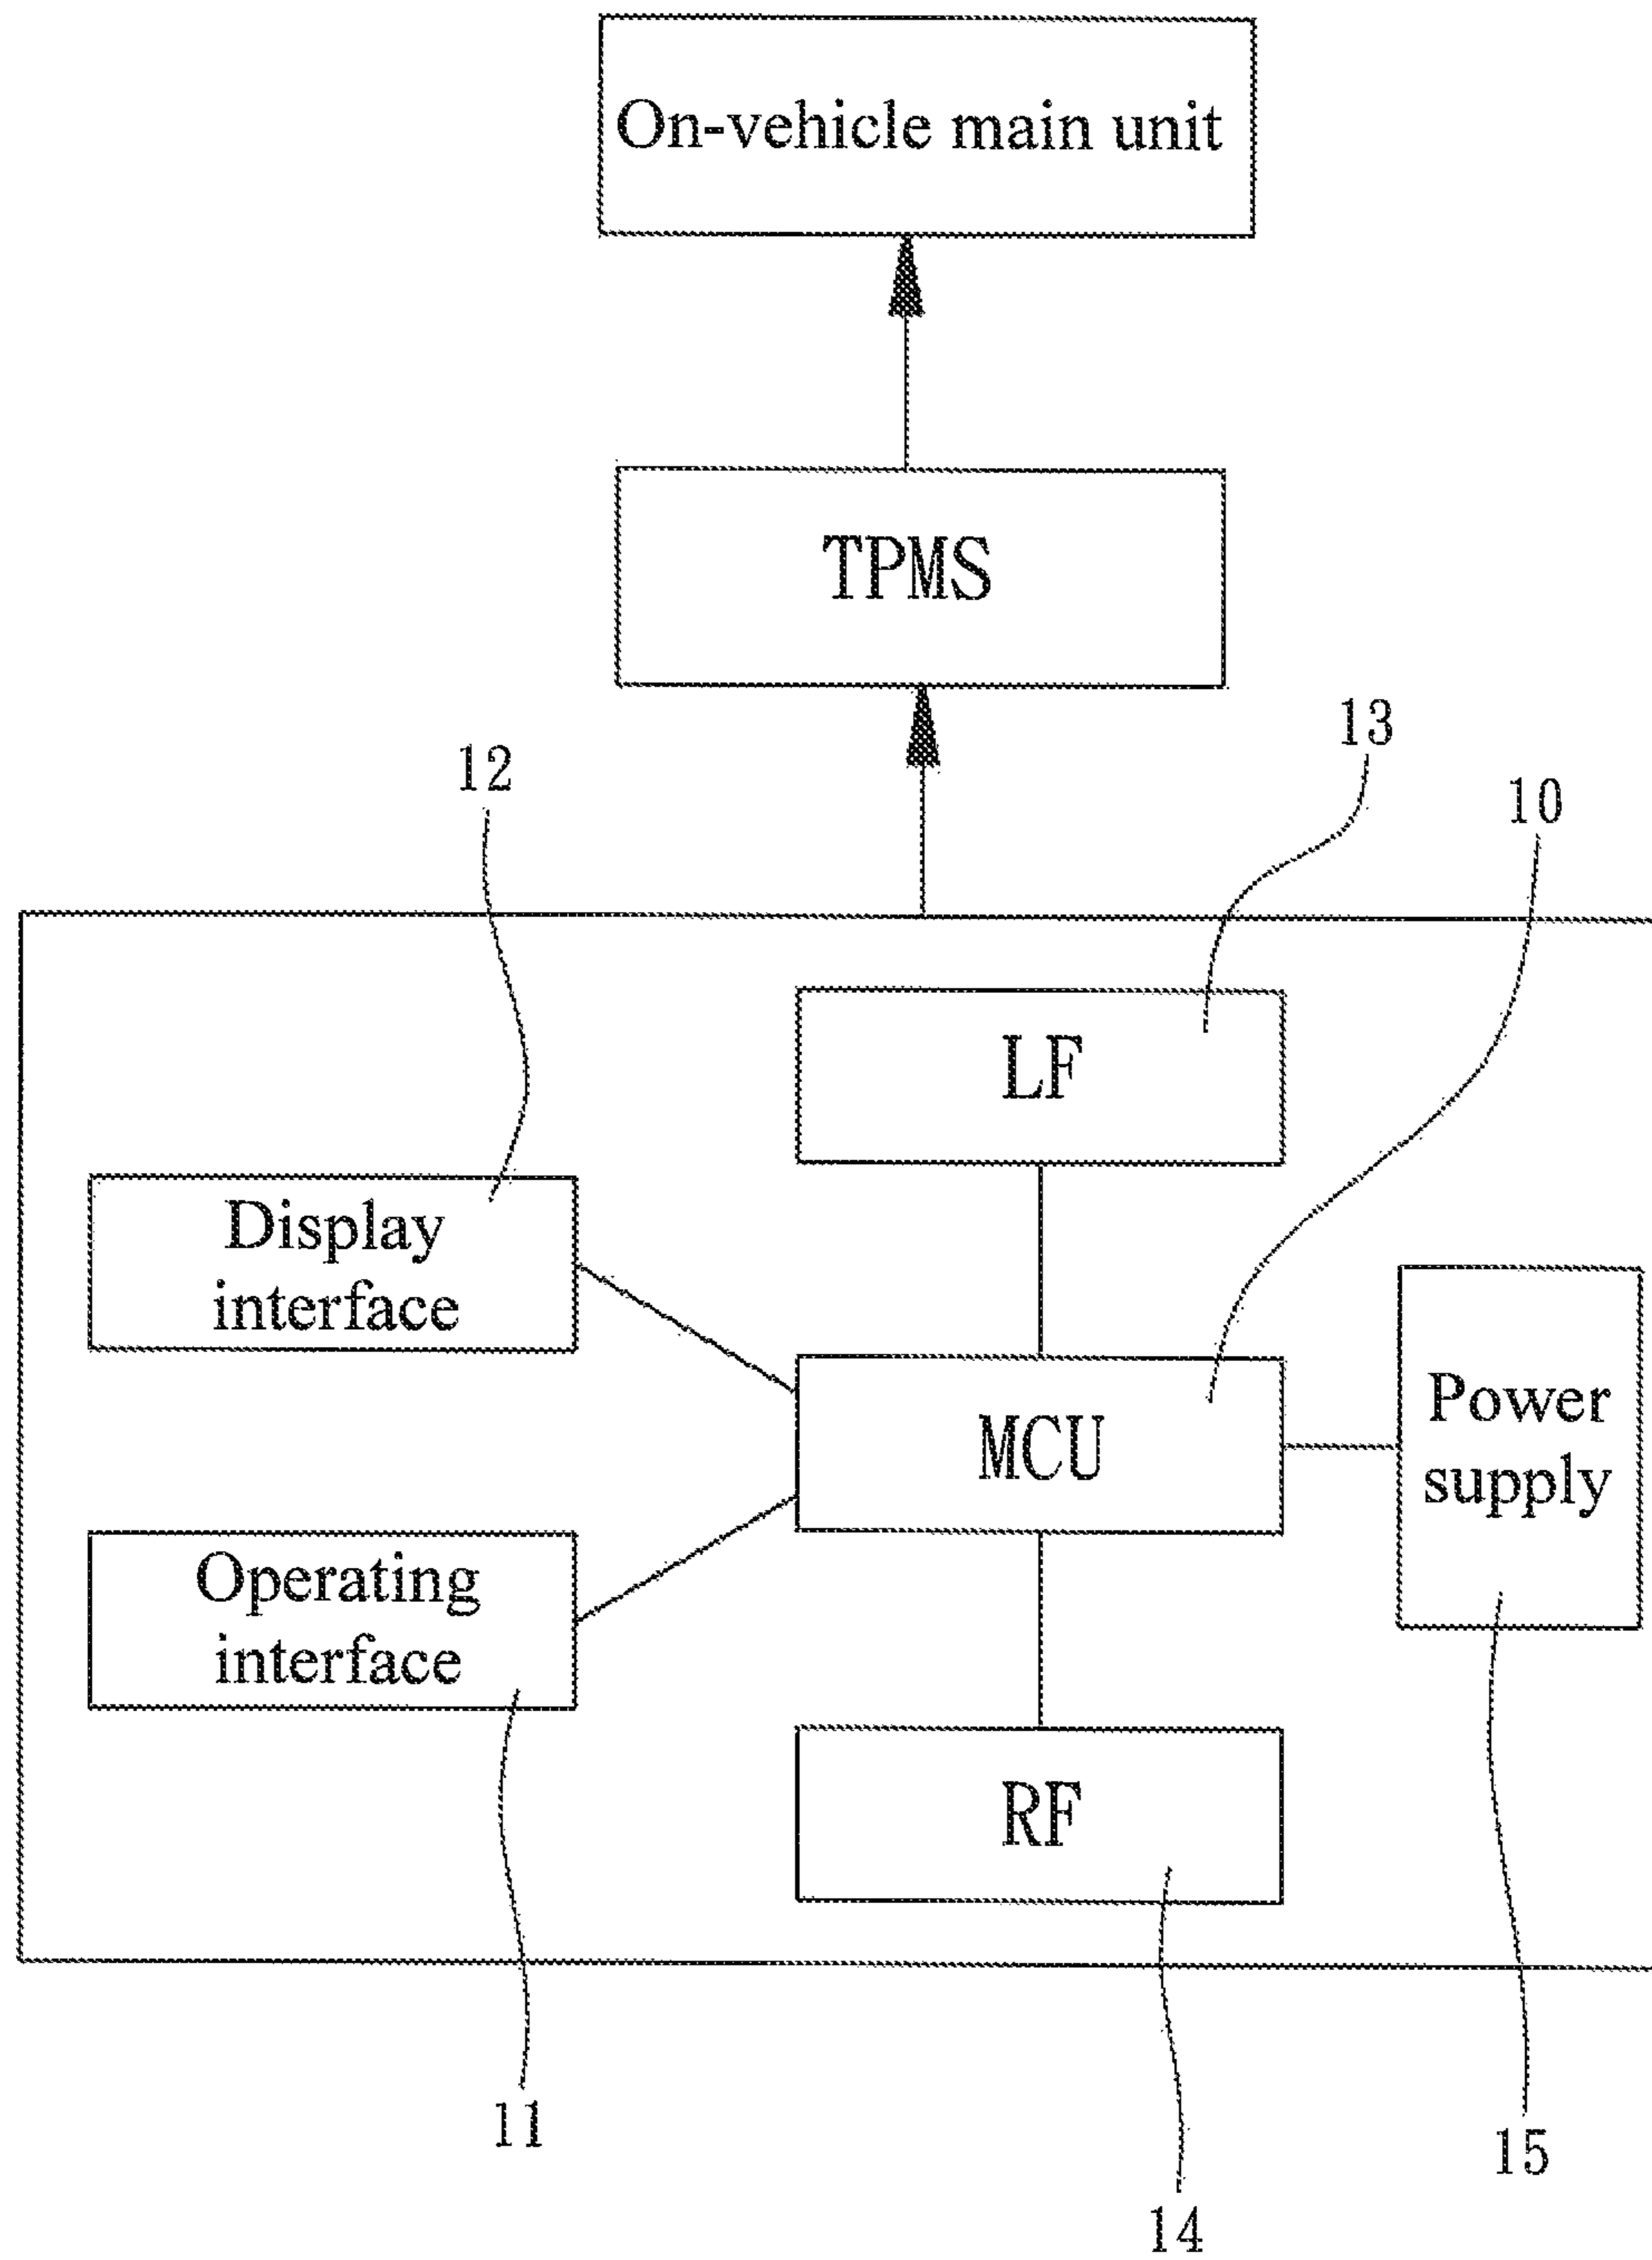 On-vehicle main unit
TPMS
13
12
10
LF
Display
interface
Power
supply
MCU
Operating
interface
RF
11
15
14